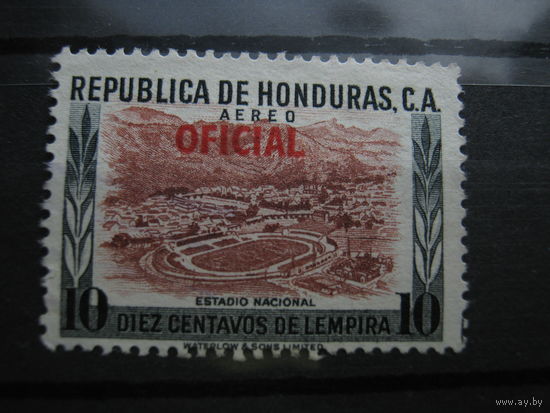 REPUBLICA DE HONDURAS, C.A.
AEREO
OFICIAL
ESTADIO NACIONAL
10 DIEZ CENTAVOS DE LEMPIRA 10
WATERLOW & SONS LIMITED
www.ay.by